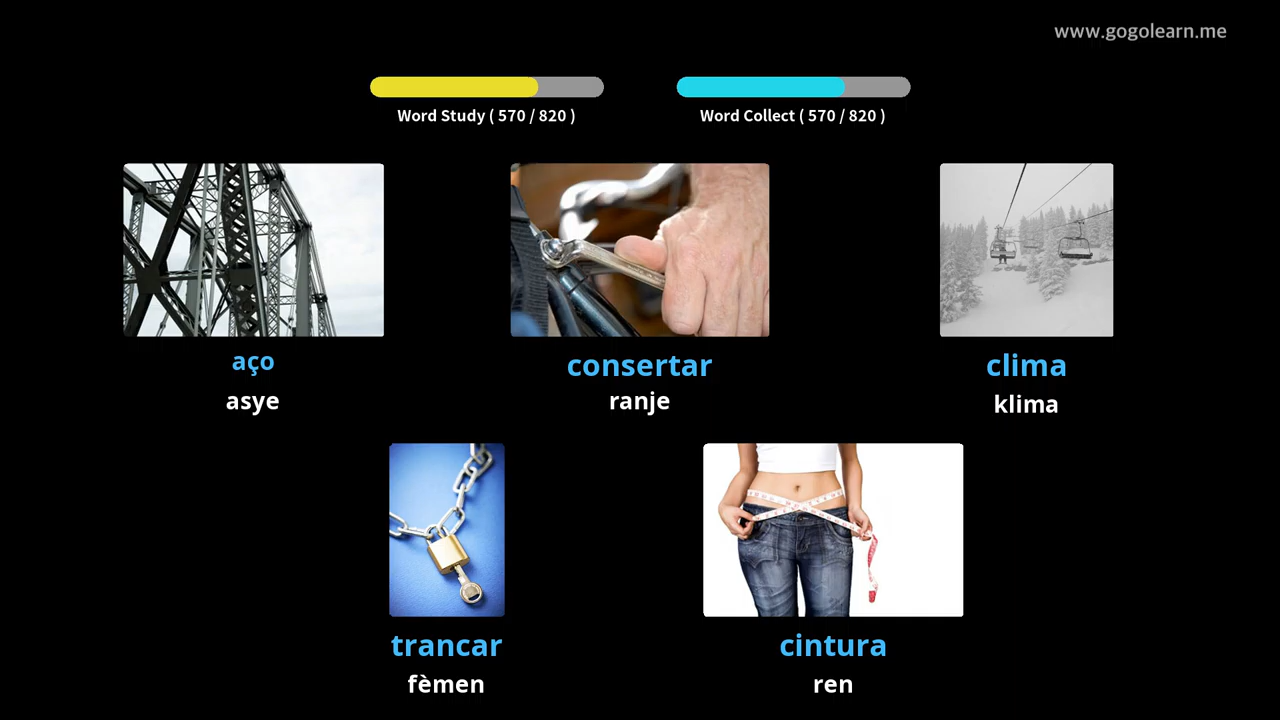 www.gogolearn.me
Word Study ( 570 / 820 )
Word Collect ( 570 / 820 )
aço
asye
consertar
ranje
clima
klima
trancar
fèmen
cintura
ren